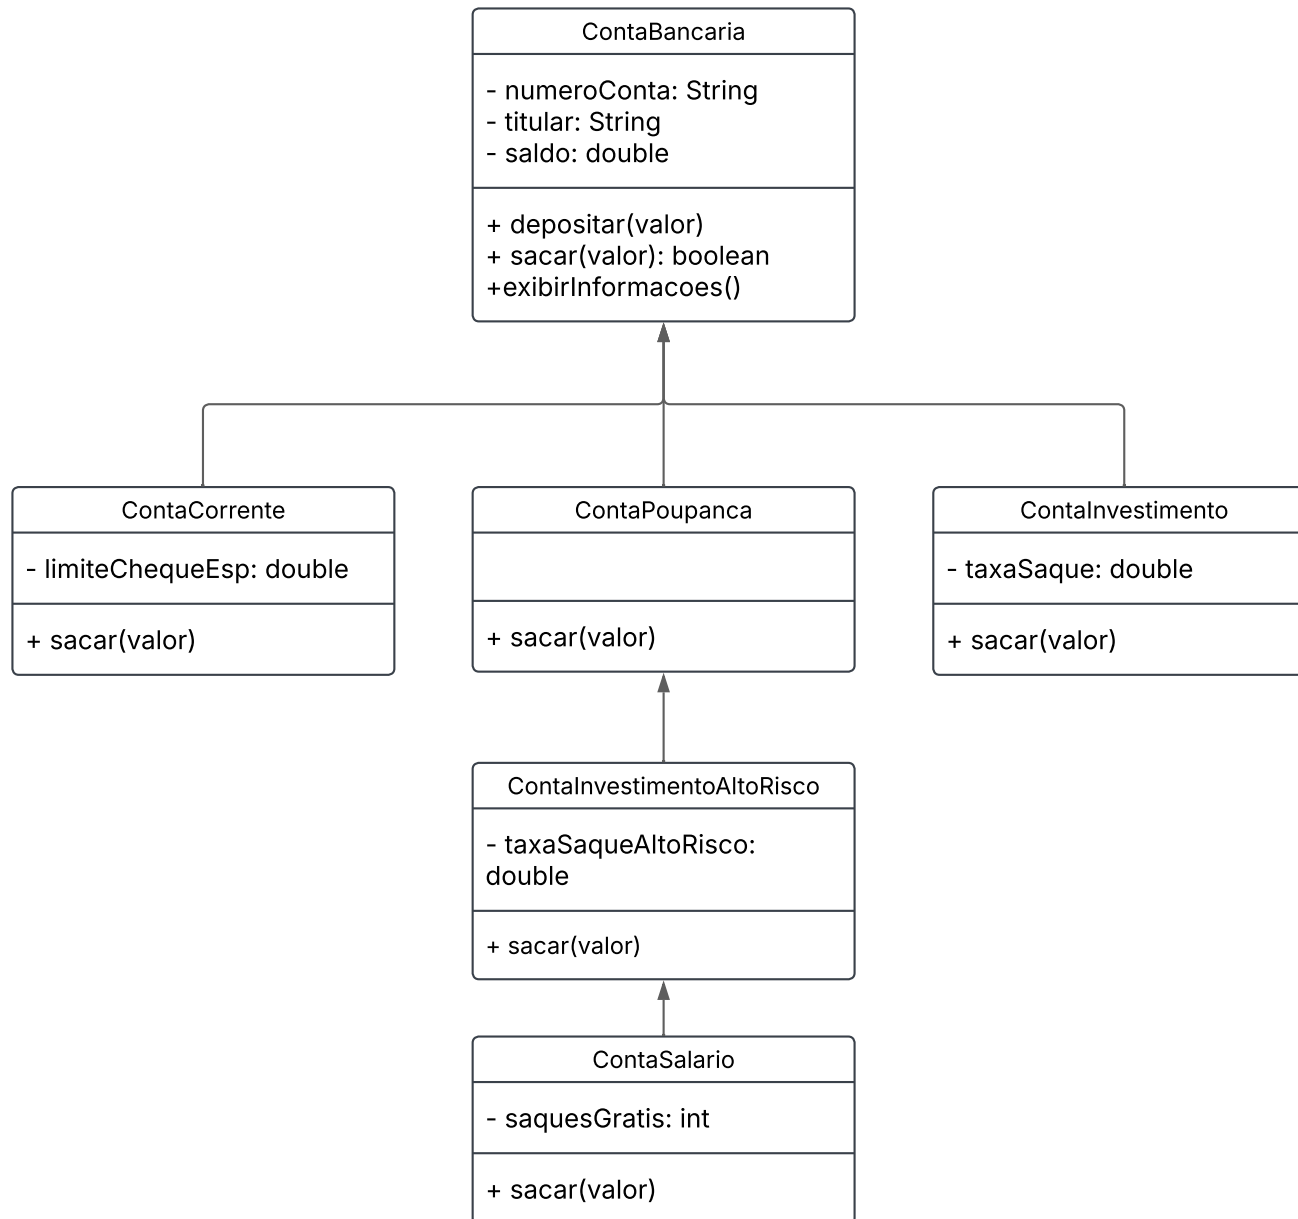 ContaBancaria
- numeroConta: String
- titular: String
- saldo: double
+ depositar(valor)
+ sacar(valor): boolean
+exibirInformacoes()
ContaCorrente
- limiteChequeEsp: double
+ sacar(valor)
ContaPoupanca
+ sacar(valor)
ContaInvestimento
- taxaSaque: double
+ sacar(valor)
ContaInvestimentoAltoRisco
- taxaSaqueAltoRisco:
double
+ sacar(valor)
ContaSalario
- saquesGratis: int
+ sacar(valor)